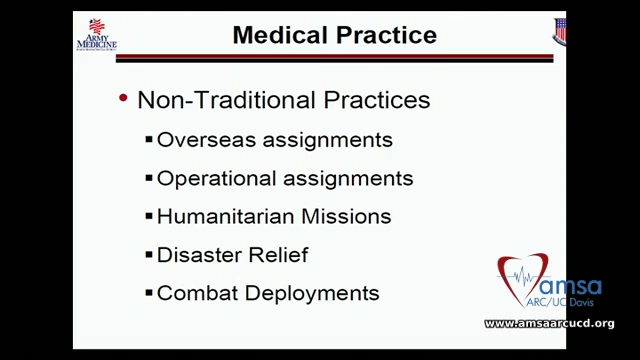 ARMY
MEDICINE
Medical Practice
• Non-Traditional Practices
▪Overseas assignments
▪Operational assignments
▪Humanitarian Missions
▪Disaster Relief
▪Combat Deployments
amsa
ARC/UC Davis
www.amsaarcucd.org